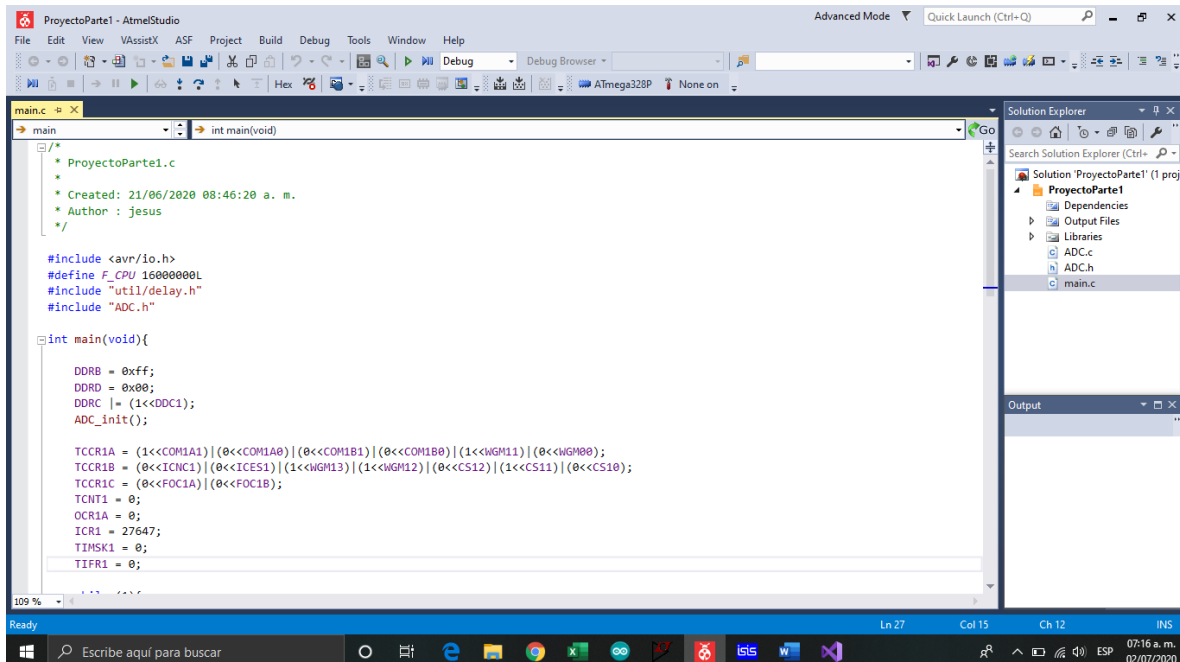 ProyectoParte1 - AtmelStudio
Advanced Mode
Quick Launch (Ctrl+Q)
File Edit View VAssistX ASF Project Build Debug Tools Window Help
Debug
Debug Browser
Hex
ATmega328P
None on
main.c
Solution Explorer
main
int main(void)
Go
Search Solution Explorer (Ctrl+
/*
* ProyectoParte1.c
*
* Created: 21/06/2020 08:46:20 a. m.
* Author : jesus
*/
#include <avr/io.h>
#define F_CPU 16000000L
#include "util/delay.h"
#include "ADC.h"
int main(void){
DDRB = 0xff;
DDRD = 0x00;
DDRC |= (1<<DDC1);
ADC_init();
TCCR1A = (1<<COM1A1)|(0<<COM1A0)|(0<<COM1B1)|(0<<COM1B0)|(1<<WGM11)|(0<<WGM00);
TCCR1B = (0<<ICNC1)|(0<<ICES1)|(1<<WGM13)|(1<<WGM12)|(0<<CS12)|(1<<CS11)|(0<<CS10);
TCCR1C = (0<<FOC1A)|(0<<FOC1B);
TCNT1 = 0;
OCR1A = 0;
ICR1 = 27647;
TIMSK1 = 0;
TIFR1 = 0;
Solution 'ProyectoParte1' (1 proj
ProyectoParte1
Dependencies
Output Files
Libraries
ADC.c
ADC.h
main.c
Output
109 %
Ready
Ln 27
Col 15
Ch 12
INS
Escribe aquí para buscar
isis
ESP
07:16 a. m.
02/07/2020